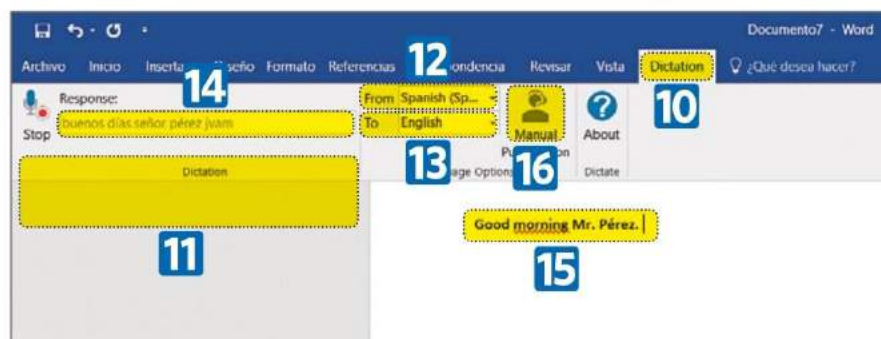 Documento7 - Word
Archivo Inicio Formato Referencias Revisar Vista Dictation ¿Qué desea hacer?
12
14
10
Response:
From Spanish (Sp...
buenos días señor pérez jvam
To English
Stop
Manual
About
13
16
Dictation
Dictate
11
Good morning Mr. Pérez.
15